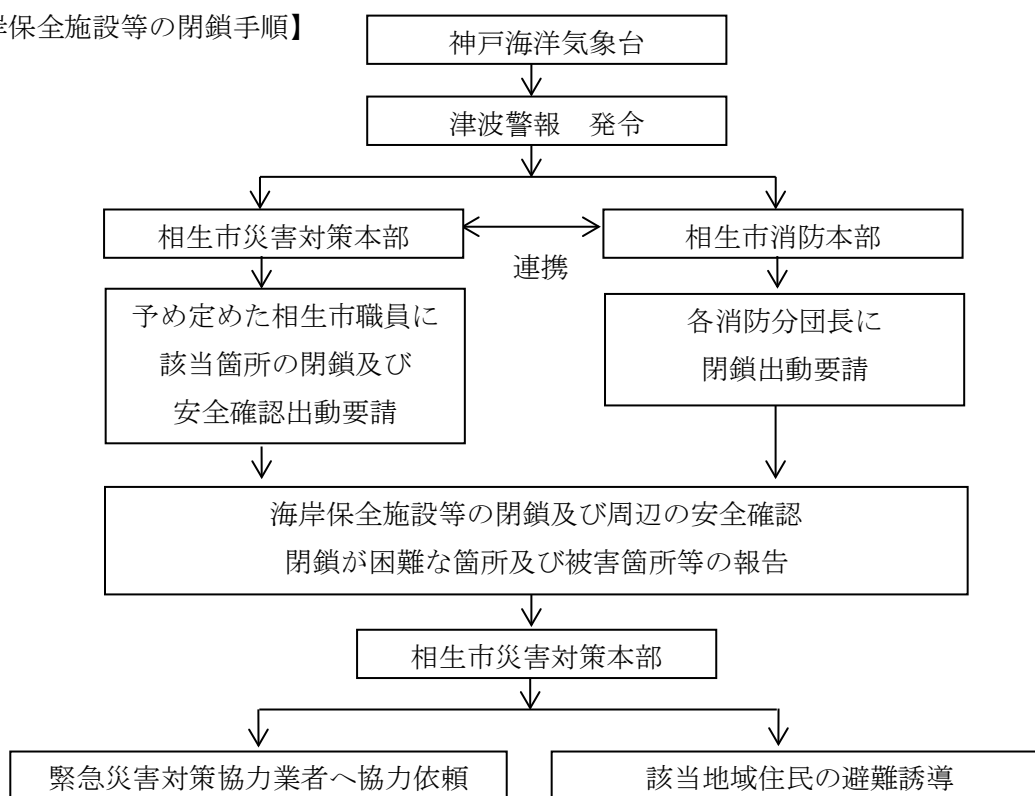 岸保全施設等の閉鎖手順】
神戸海洋気象台
津波警報　発令
相生市災害対策本部
相生市消防本部
連携
予め定めた相生市職員に
該当箇所の閉鎖及び
安全確認出動要請
各消防分団長に
閉鎖出動要請
海岸保全施設等の閉鎖及び周辺の安全確認
閉鎖が困難な箇所及び被害箇所等の報告
相生市災害対策本部
緊急災害対策協力業者へ協力依頼
該当地域住民の避難誘導